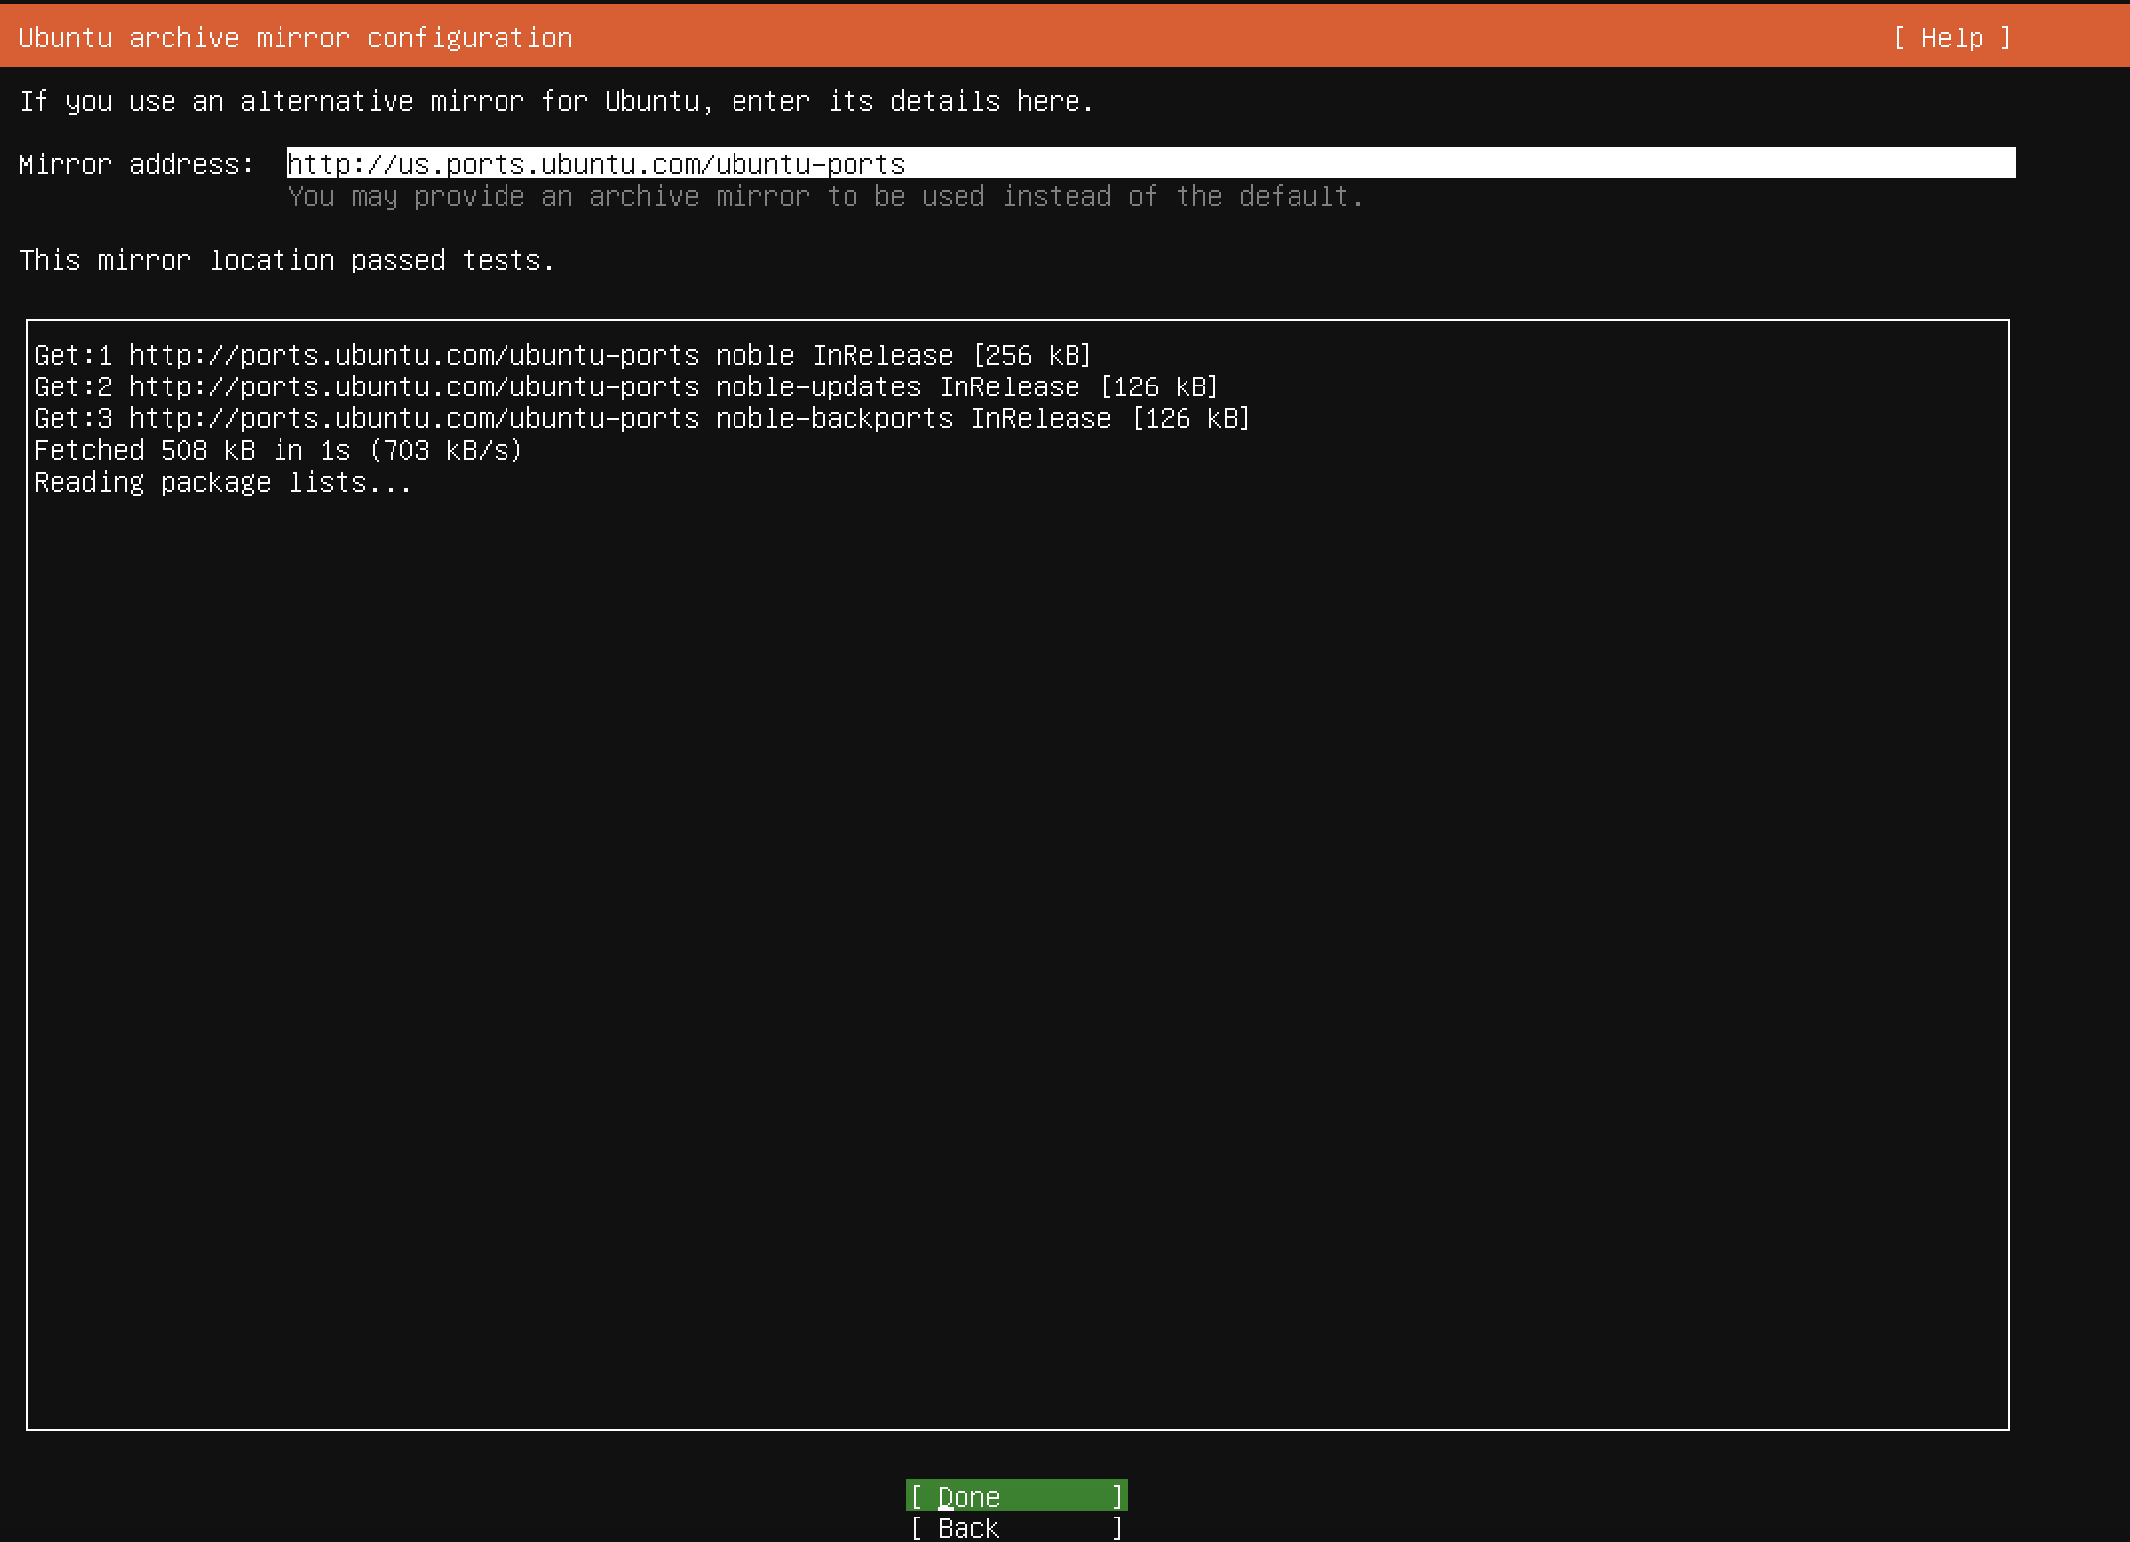 Ubuntu archive mirror configuration [ Help ]
If you use an alternative mirror for Ubuntu, enter its details here.
Mirror address: http://us.ports.ubuntu.com/ubuntu-ports
You may provide an archive mirror to be used instead of the default.
This mirror location passed tests.
Get:1 http://ports.ubuntu.com/ubuntu-ports noble InRelease [256 kB]
Get:2 http://ports.ubuntu.com/ubuntu-ports noble-updates InRelease [126 kB]
Get:3 http://ports.ubuntu.com/ubuntu-ports noble-backports InRelease [126 kB]
Fetched 508 kB in 1s (703 kB/s)
Reading package lists...
[ Done ]
[ Back ]